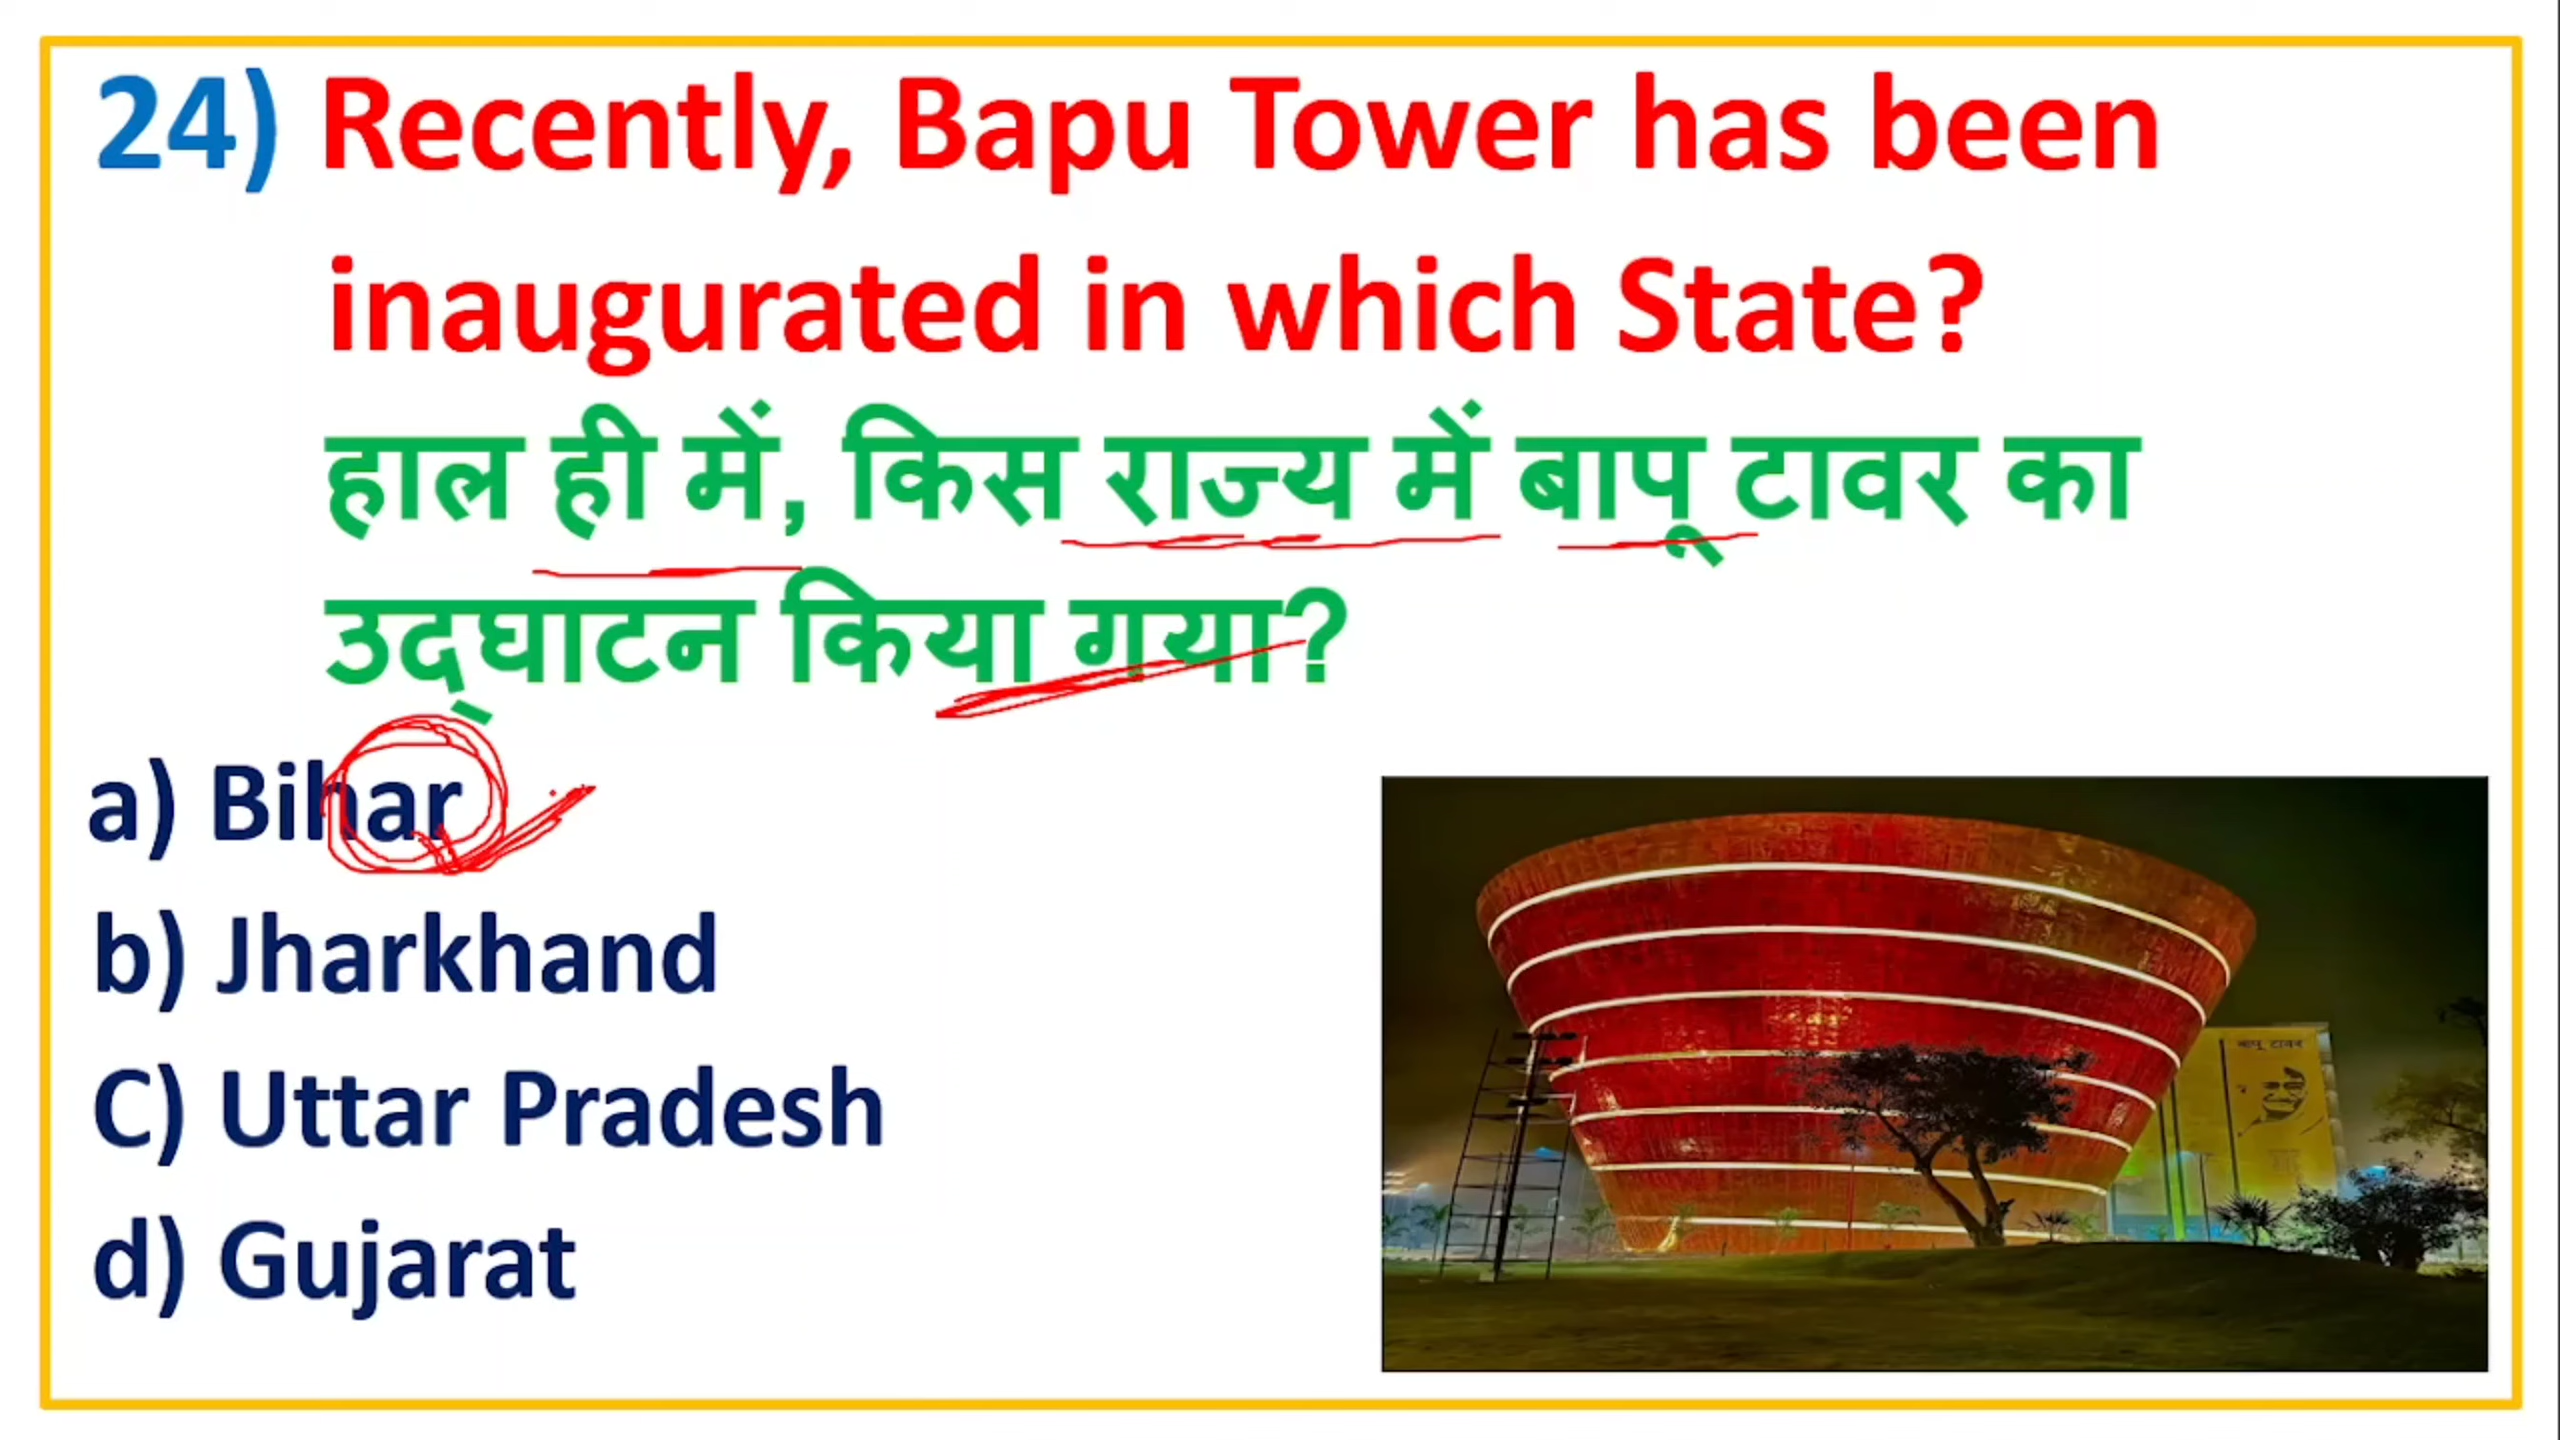 24) Recently, Bapu Tower has been
inaugurated in which State?
हाल ही में, किस राज्य में बापू टावर का
उद्घाटन किया गया?
a) Bihar
b) Jharkhand
C) Uttar Pradesh
d) Gujarat
बापू टावर